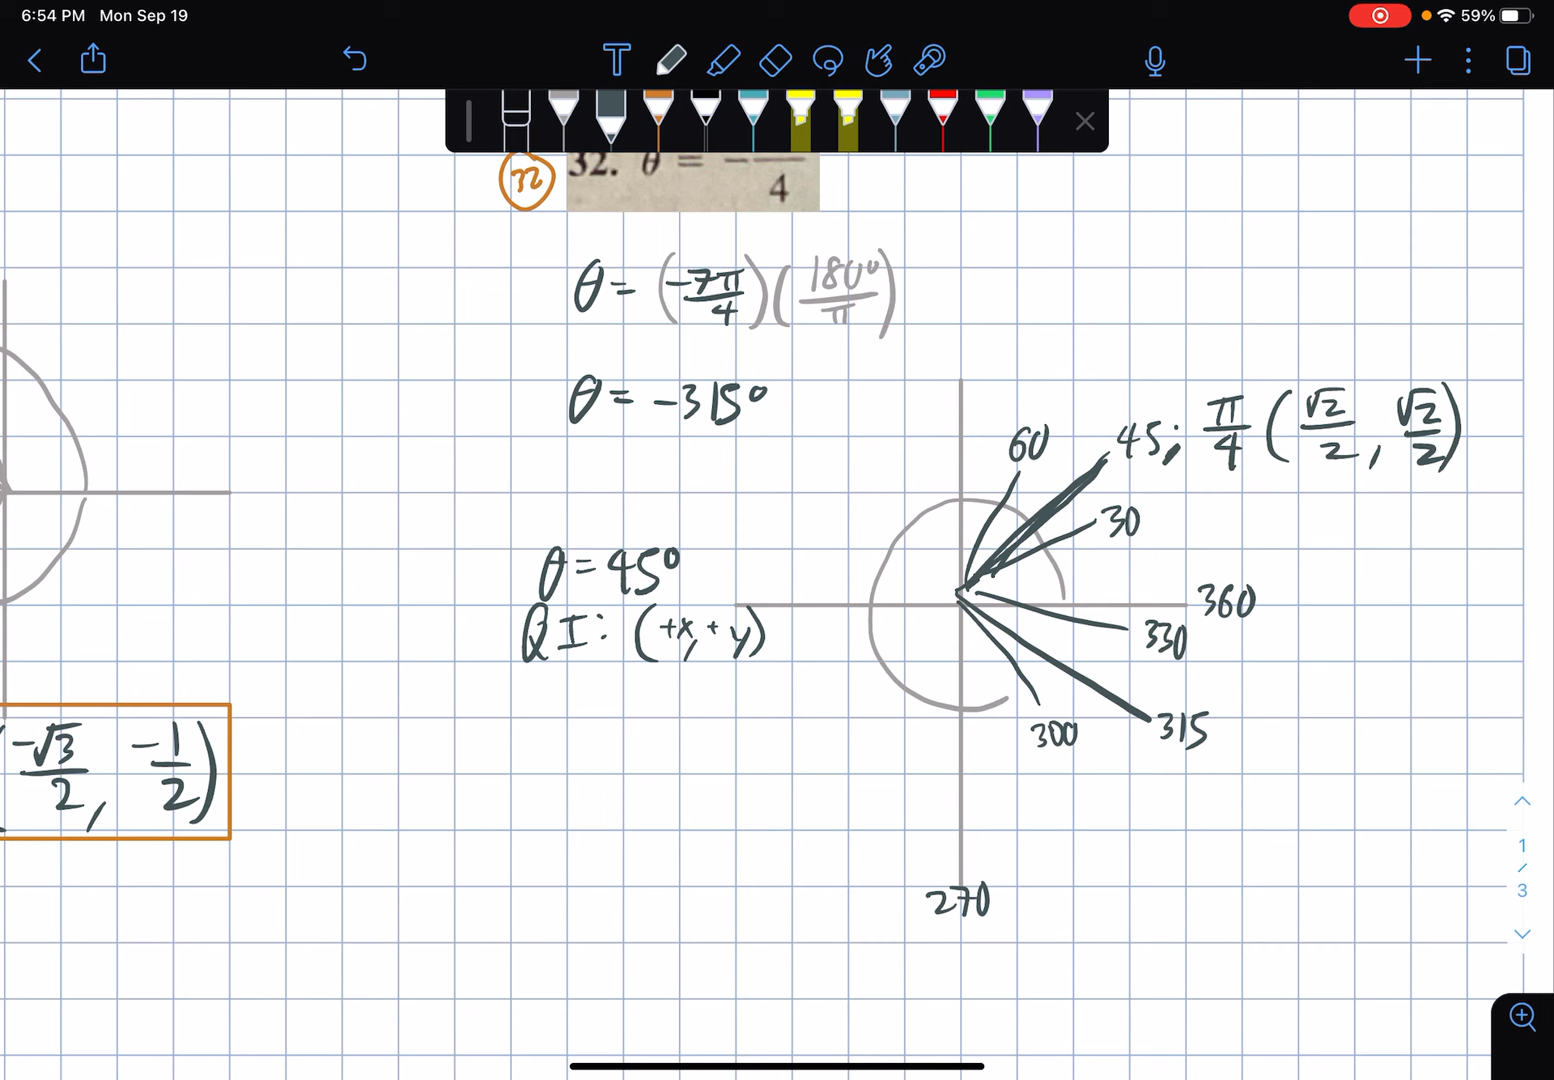 6:54 PM Mon Sep 19
59%
T
32
32. θ = - — 4
θ = (-7π/4)(180°/π)
θ = -315°
60
45; π/4 (√2/2, √2/2)
30
θ = 45°
360
QI: (+x, + y)
330
300
315
(-√3/2, -1/2)
270
1
/
3